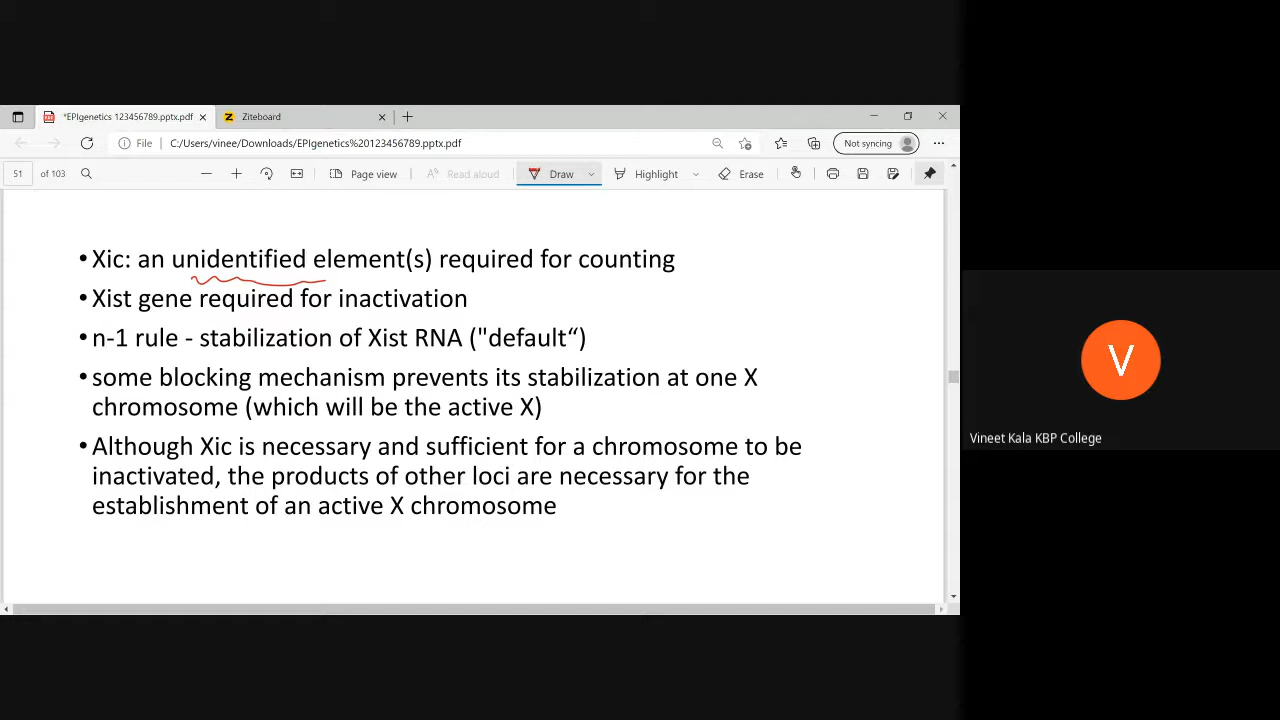 *EPIgenetics 123456789.pptx.pdf
Z Ziteboard
File C:/Users/vinee/Downloads/EPIgenetics%20123456789.pptx.pdf Not syncing
51 of 103 Page view Read aloud Draw Highlight Erase
• Xic: an unidentified element(s) required for counting
• Xist gene required for inactivation
• n-1 rule - stabilization of Xist RNA ("default“)
• some blocking mechanism prevents its stabilization at one X
chromosome (which will be the active X)
• Although Xic is necessary and sufficient for a chromosome to be
inactivated, the products of other loci are necessary for the
establishment of an active X chromosome
V
Vineet Kala KBP College